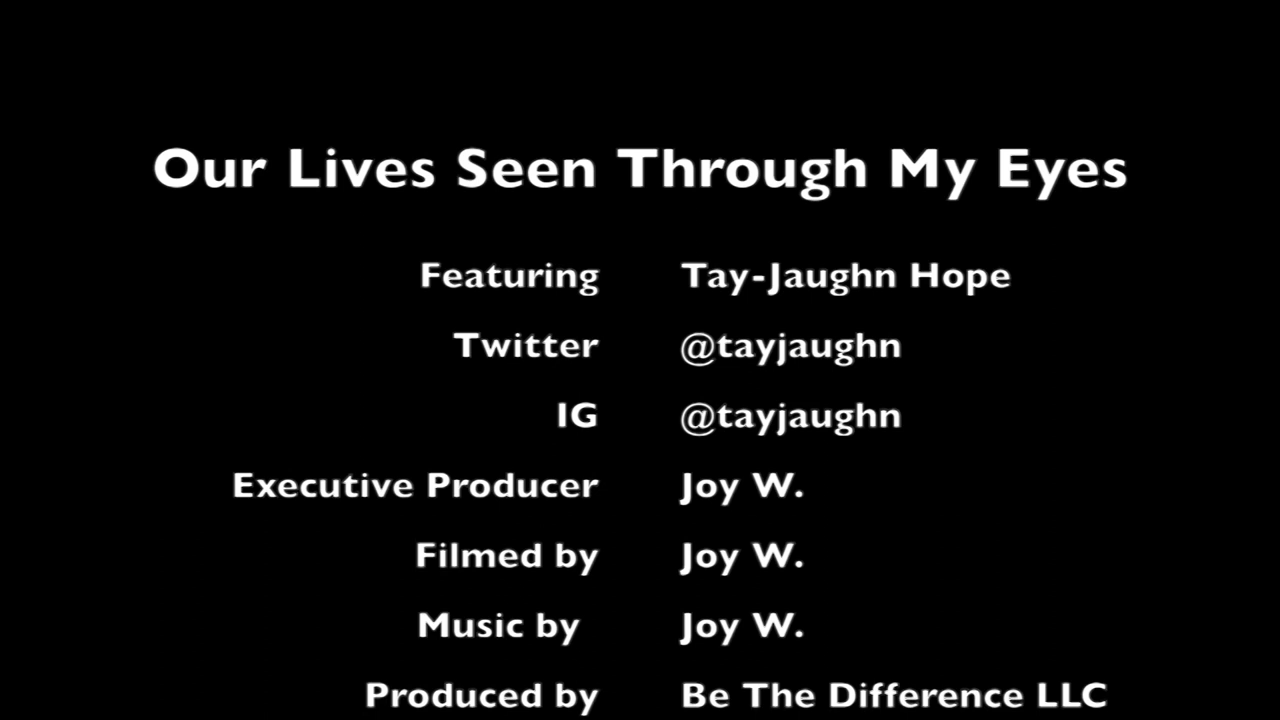 Our Lives Seen Through My Eyes
Featuring Tay-Jaughn Hope
Twitter @tayjaughn
IG @tayjaughn
Executive Producer Joy W.
Filmed by Joy W.
Music by Joy W.
Produced by Be The Difference LLC